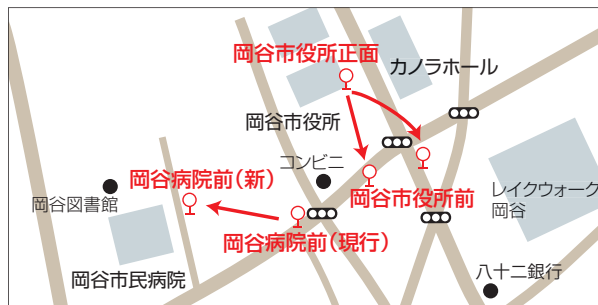 岡谷市役所正面
カノラホール
岡谷市役所
コンビニ
岡谷病院前(新)
岡谷図書館
岡谷市役所前
レイクウォーク
岡谷
岡谷病院前(現行)
岡谷市民病院
八十二銀行